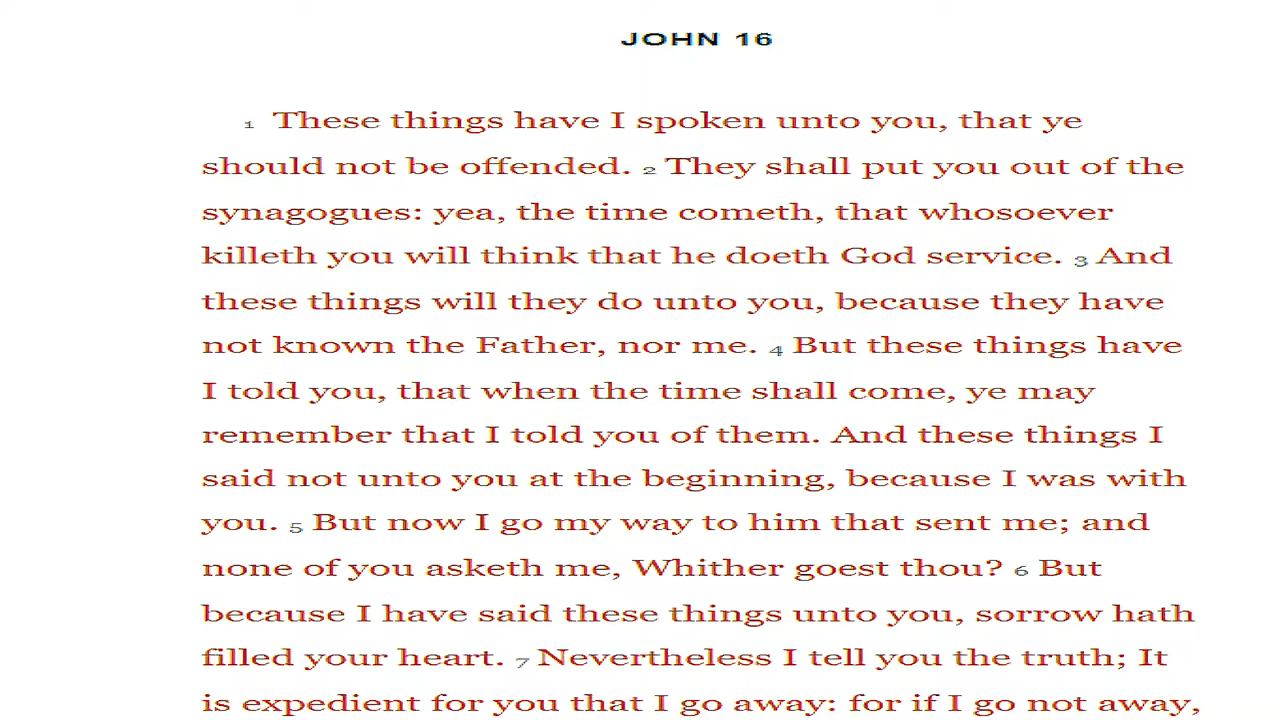 JOHN 16
1 These things have I spoken unto you, that ye
should not be offended. 2 They shall put you out of the
synagogues: yea, the time cometh, that whosoever
killeth you will think that he doeth God service. 3 And
these things will they do unto you, because they have
not known the Father, nor me. 4 But these things have
I told you, that when the time shall come, ye may
remember that I told you of them. And these things I
said not unto you at the beginning, because I was with
you. 5 But now I go my way to him that sent me; and
none of you asketh me, Whither goest thou? 6 But
because I have said these things unto you, sorrow hath
filled your heart. 7 Nevertheless I tell you the truth; It
is expedient for you that I go away: for if I go not away,